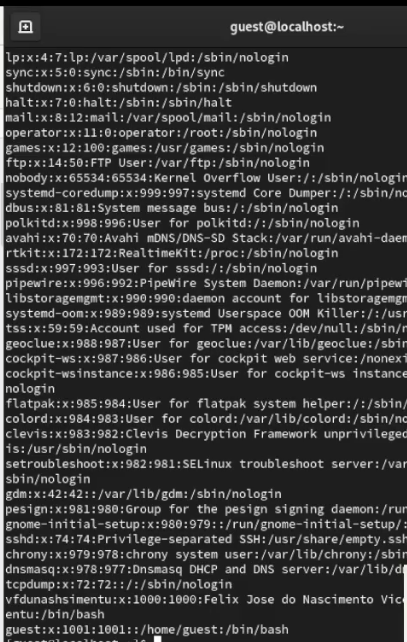 guest@localhost:~
lp:x:4:7:lp:/var/spool/lpd:/sbin/nologin
sync:x:5:0:sync:/sbin:/bin/sync
shutdown:x:6:0:shutdown:/sbin:/sbin/shutdown
halt:x:7:0:halt:/sbin:/sbin/halt
mail:x:8:12:mail:/var/spool/mail:/sbin/nologin
operator:x:11:0:operator:/root:/sbin/nologin
games:x:12:100:games:/usr/games:/sbin/nologin
ftp:x:14:50:FTP User:/var/ftp:/sbin/nologin
nobody:x:65534:65534:Kernel Overflow User:/:/sbin/nologin
systemd-coredump:x:999:997:systemd Core Dumper:/:/sbin/no
dbus:x:81:81:System message bus:/:/sbin/nologin
polkitd:x:998:996:User for polkitd:/:/sbin/nologin
avahi:x:70:70:Avahi mDNS/DNS-SD Stack:/var/run/avahi-daem
rtkit:x:172:172:RealtimeKit:/proc:/sbin/nologin
sssd:x:997:993:User for sssd:/:/sbin/nologin
pipewire:x:996:992:PipeWire System Daemon:/var/run/pipewi
libstoragemgmt:x:990:990:daemon account for libstoragemgm
systemd-oom:x:989:989:systemd Userspace OOM Killer:/:/usr
tss:x:59:59:Account used for TPM access:/dev/null:/sbin/n
geoclue:x:988:987:User for geoclue:/var/lib/geoclue:/sbin
cockpit-ws:x:987:986:User for cockpit web service:/nonexi
cockpit-wsinstance:x:986:985:User for cockpit-ws instance
nologin
flatpak:x:985:984:User for flatpak system helper:/:/sbin/
colord:x:984:983:User for colord:/var/lib/colord:/sbin/no
clevis:x:983:982:Clevis Decryption Framework unprivileged
is:/usr/sbin/nologin
setroubleshoot:x:982:981:SELinux troubleshoot server:/var
sbin/nologin
gdm:x:42:42::/var/lib/gdm:/sbin/nologin
pesign:x:981:980:Group for the pesign signing daemon:/run
gnome-initial-setup:x:980:979::/run/gnome-initial-setup/:
sshd:x:74:74:Privilege-separated SSH:/usr/share/empty.ssh
chrony:x:979:978:chrony system user:/var/lib/chrony:/sbin
dnsmasq:x:978:977:Dnsmasq DHCP and DNS server:/var/lib/d
tcpdump:x:72:72::/:/sbin/nologin
vfdunashsimentu:x:1000:1000:Felix Jose do Nascimento Vice
entu:/bin/bash
guest:x:1001:1001::/home/guest:/bin/bash